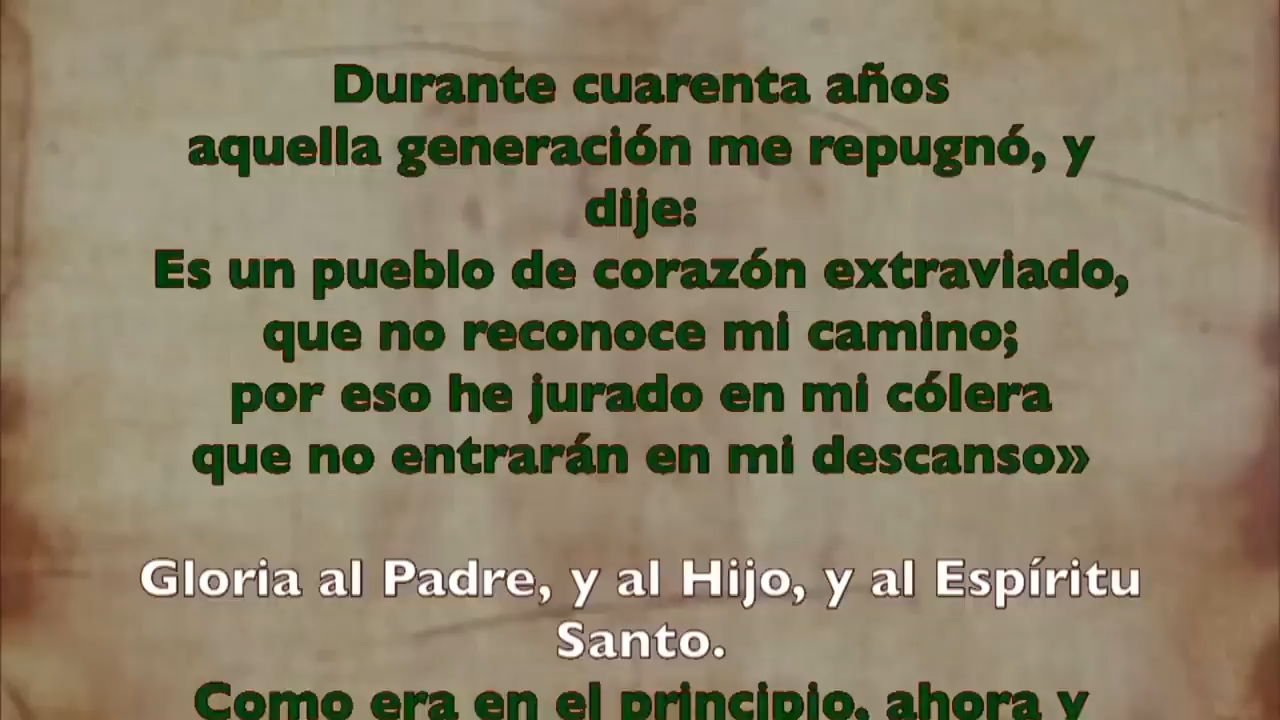 Durante cuarenta años
aquella generación me repugnó, y
dije:
Es un pueblo de corazón extraviado,
que no reconoce mi camino;
por eso he jurado en mi cólera
que no entrarán en mi descanso»
Gloria al Padre, y al Hijo, y al Espíritu
Santo.
Como era en el principio, ahora y